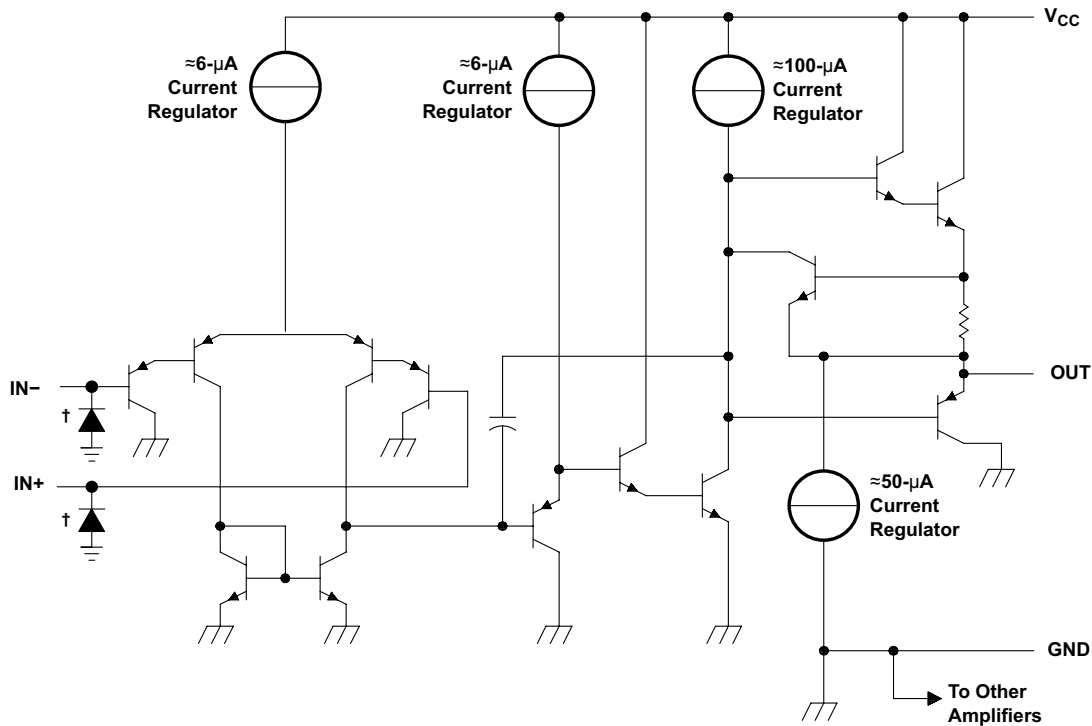 V_CC
≈6-µA
Current
Regulator
≈6-µA
Current
Regulator
≈100-µA
Current
Regulator
IN−
†
OUT
IN+
†
≈50-µA
Current
Regulator
GND
To Other
Amplifiers